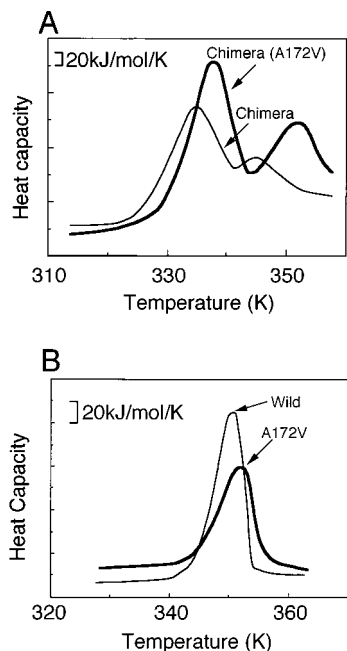 A
20kJ/mol/K
Chimera (A172V)
Chimera
Heat capacity
310
330
350
Temperature (K)
B
20kJ/mol/K
Wild
A172V
Heat Capacity
320
340
360
Temperature (K)